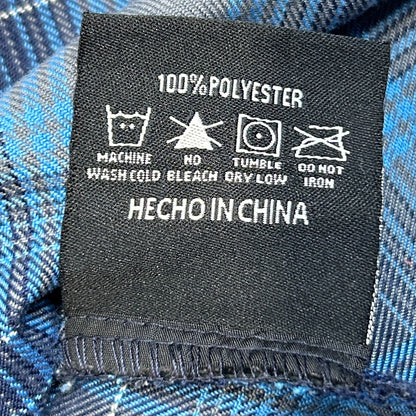 100% POLYESTER
MACHINE WASH COLD
NO BLEACH
TUMBLE DRY LOW
DO NOT IRON
HECHO IN CHINA